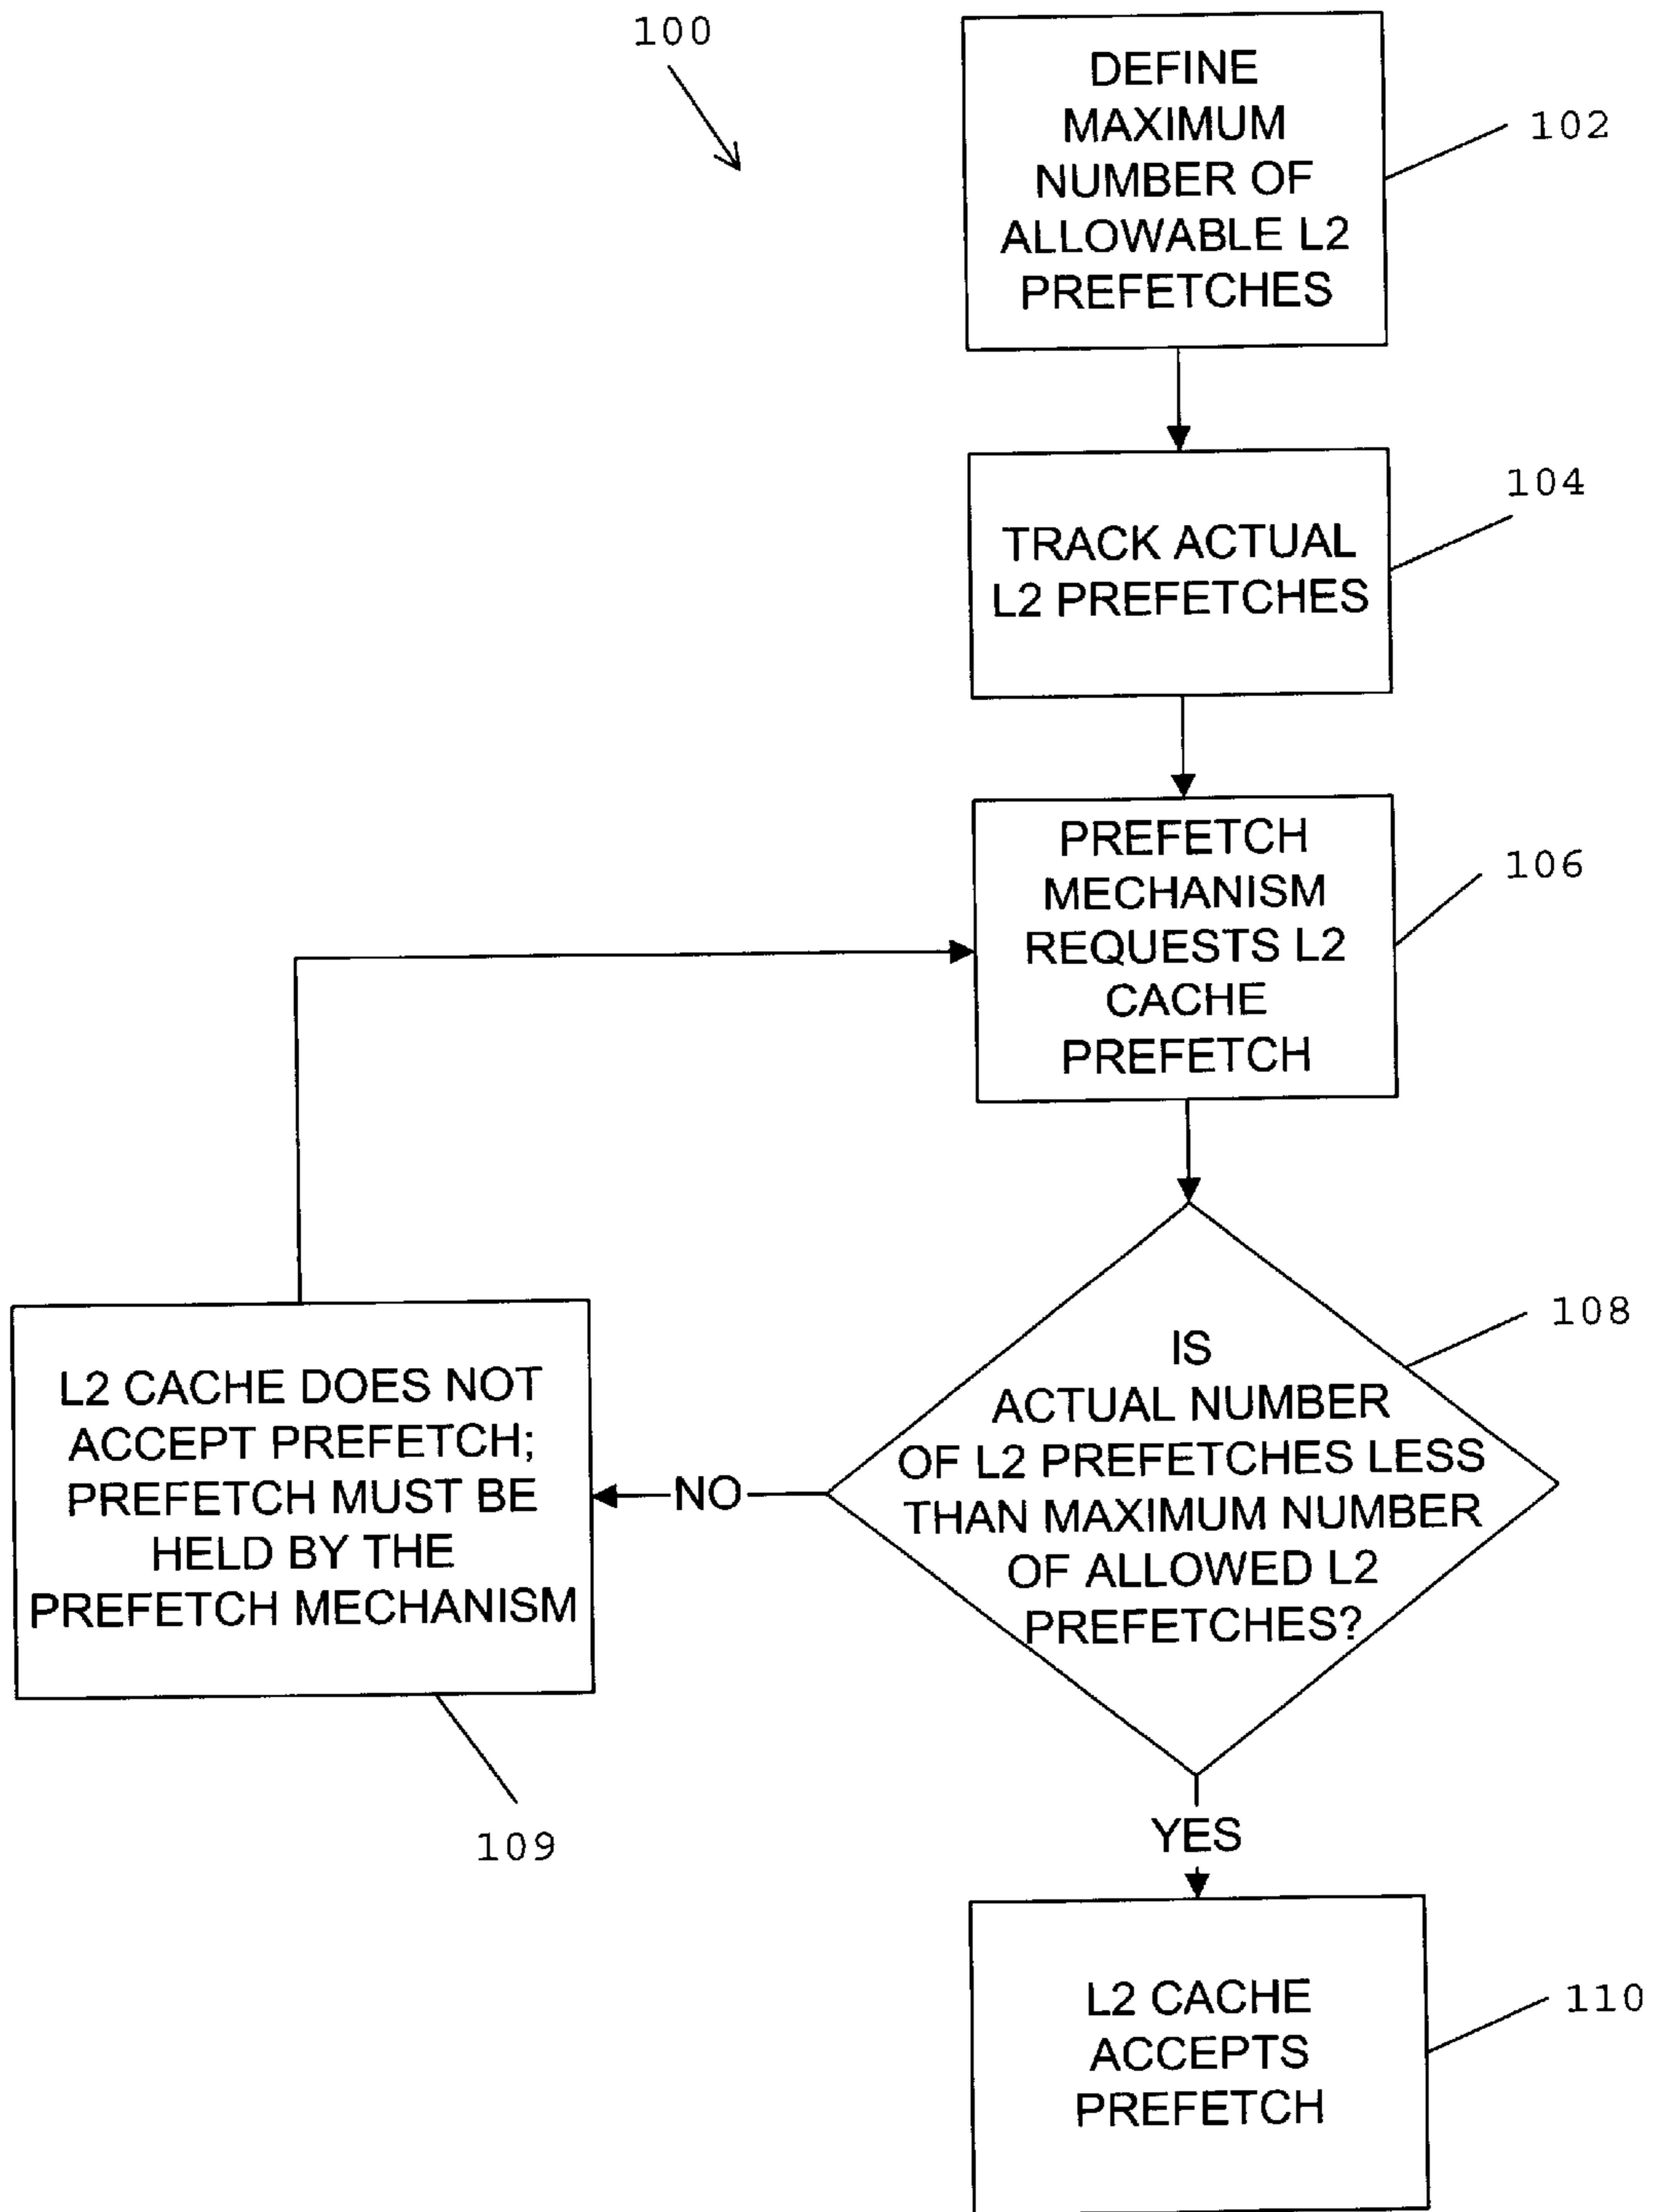 100
DEFINE
MAXIMUM
NUMBER OF
ALLOWABLE L2
PREFETCHES
102
TRACK ACTUAL
L2 PREFETCHES
104
PREFETCH
MECHANISM
REQUESTS L2
CACHE
PREFETCH
106
IS
ACTUAL NUMBER
OF L2 PREFETCHES LESS
THAN MAXIMUM NUMBER
OF ALLOWED L2
PREFETCHES?
108
NO
L2 CACHE DOES NOT
ACCEPT PREFETCH;
PREFETCH MUST BE
HELD BY THE
PREFETCH MECHANISM
109
YES
L2 CACHE
ACCEPTS
PREFETCH
110